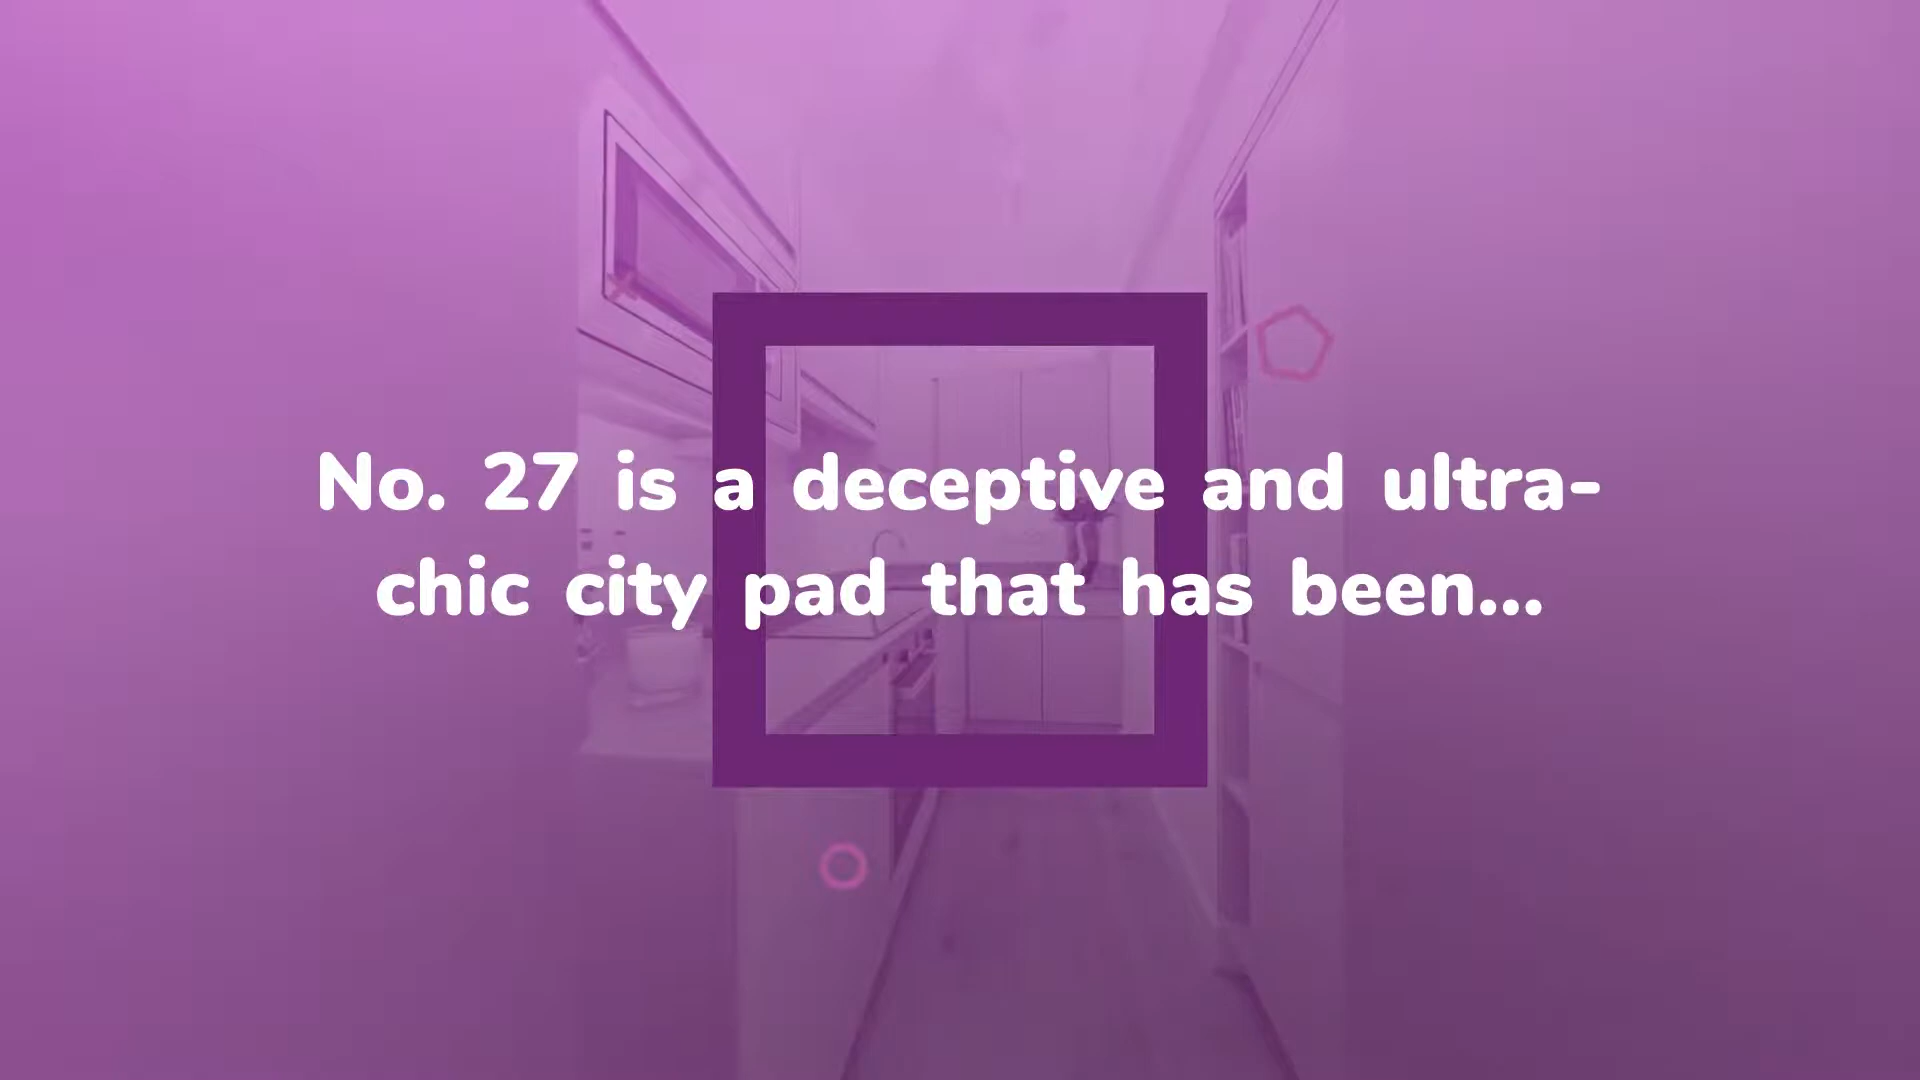 No. 27 is a deceptive and ultra-
chic city pad that has been...